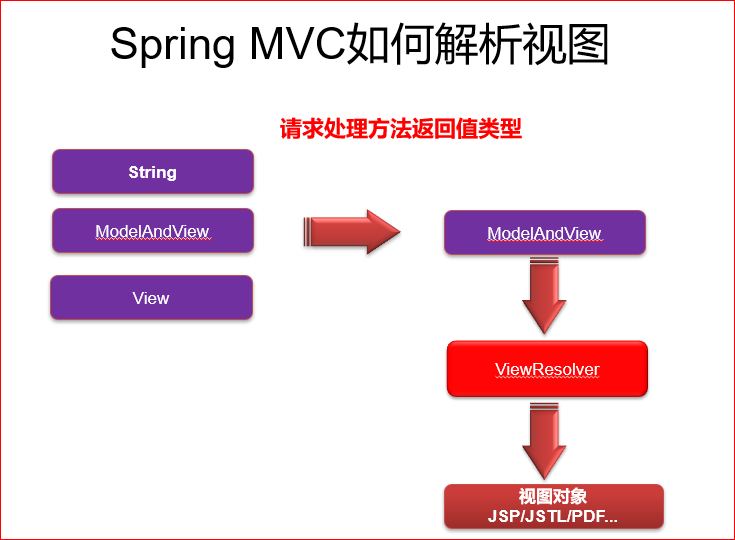 Spring MVC如何解析视图
请求处理方法返回值类型
String
ModelAndView
View
ModelAndView
ViewResolver
视图对象
JSP/JSTL/PDF...